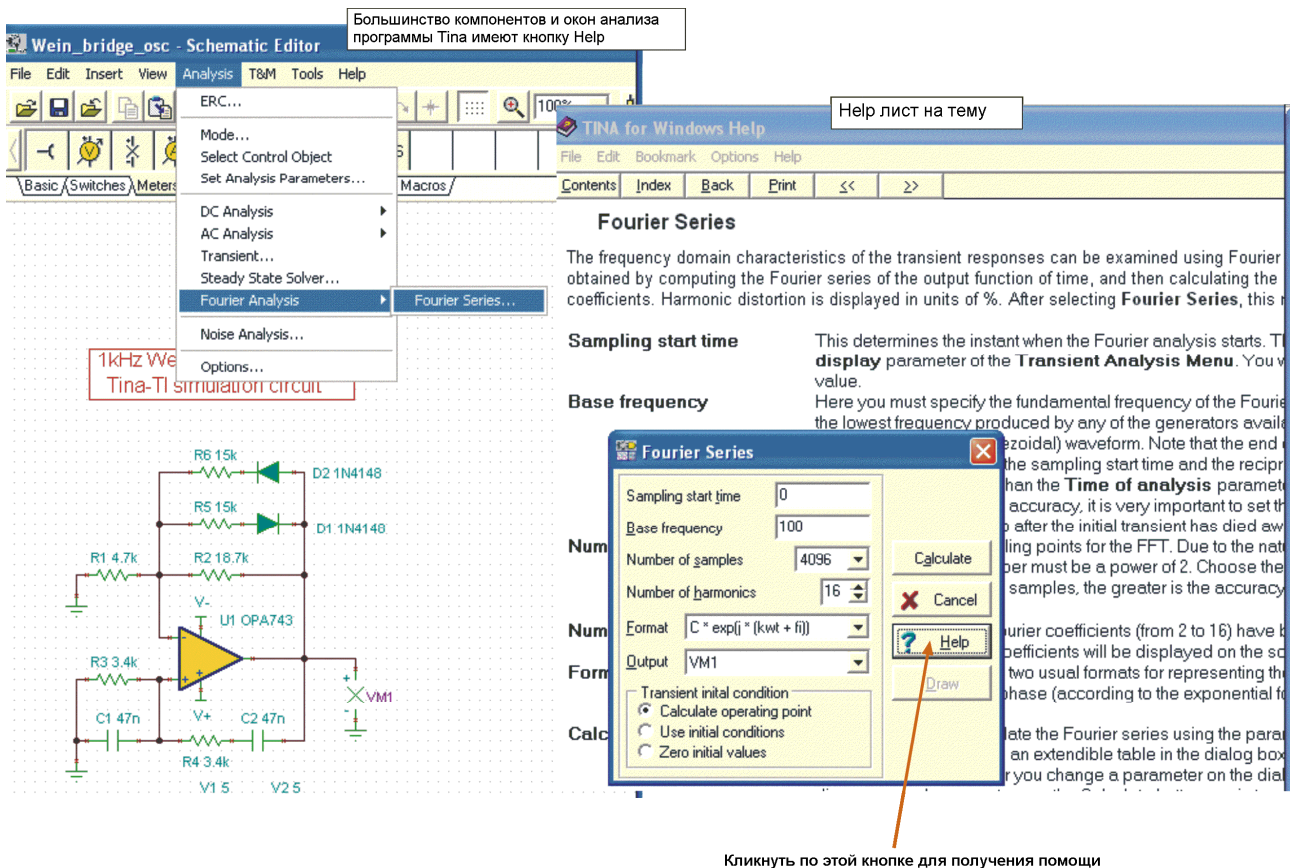 Большинство компонентов и окон анализа
программы Tina имеют кнопку Help
Wein_bridge_osc - Schematic Editor
File Edit Insert View Analysis T&M Tools Help
100%
Basic Switches Meters
Macros
ERC...
Mode...
Select Control Object
Set Analysis Parameters...
DC Analysis
AC Analysis
Transient...
Steady State Solver...
Fourier Analysis
Fourier Series...
Noise Analysis...
Options...
1kHz We
Tina-TI simulation circuit
R6 15k
D2 1N4148
R5 15k
D1 1N4148
R1 4.7k
R2 18.7k
V-
U1 OPA743
R3 3.4k
VM1
V+
C1 47n
C2 47n
R4 3.4k
V1 5
V2 5
Help лист на тему
TINA for Windows Help
File Edit Bookmark Options Help
Contents Index Back Print << >>
Fourier Series
The frequency domain characteristics of the transient responses can be examined using Fourier
obtained by computing the Fourier series of the output function of time, and then calculating the
coefficients. Harmonic distortion is displayed in units of %. After selecting Fourier Series, this
Sampling start time
This determines the instant when the Fourier analysis starts.
display parameter of the Transient Analysis Menu. You
value.
Base frequency
Here you must specify the fundamental frequency of the Fourie
the lowest frequency produced by any of the generators availa
ezoidal) waveform. Note that the end
the sampling start time and the recipr
han the Time of analysis paramete
accuracy, it is very important to set th
after the initial transient has died aw
Num
ling points for the FFT. Due to the natu
ber must be a power of 2. Choose the
samples, the greater is the accuracy
Num
urier coefficients (from 2 to 16) have b
oefficients will be displayed on the sc
Form
two usual formats for representing the
phase (according to the exponential fo
Calc
late the Fourier series using the para
an extendible table in the dialog box
r you change a parameter on the dial
Fourier Series
Sampling start time 0
Base frequency 100
Number of samples 4096
Number of harmonics 16
Format C * exp(j * (kwt + fi))
Output VM1
Transient inital condition
Calculate operating point
Use initial conditions
Zero initial values
Calculate
Cancel
Help
Draw
Кликнуть по этой кнопке для получения помощи